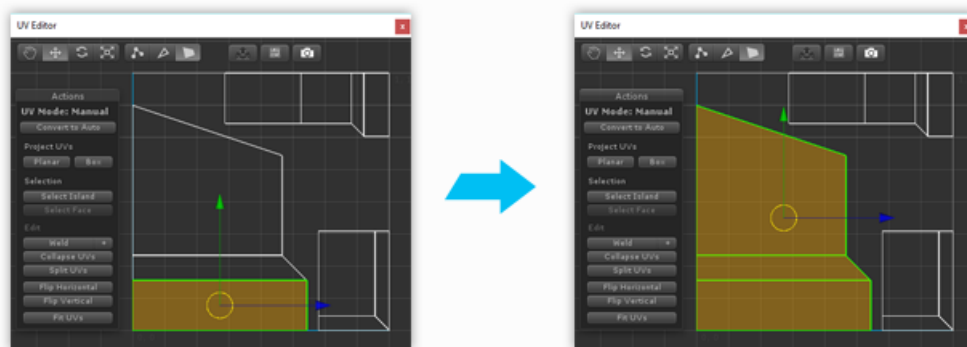 UV Editor
x
Actions
UV Mode: Manual
Convert to Auto
Project UVs
Planar Box
Selection
Select Island
Select Face
Edit
Weld +
Collapse UVs
Split UVs
Flip Horizontal
Flip Vertical
Fit UVs
UV Editor
x
Actions
UV Mode: Manual
Convert to Auto
Project UVs
Planar Box
Selection
Select Island
Select Face
Edit
Weld +
Collapse UVs
Split UVs
Flip Horizontal
Flip Vertical
Fit UVs